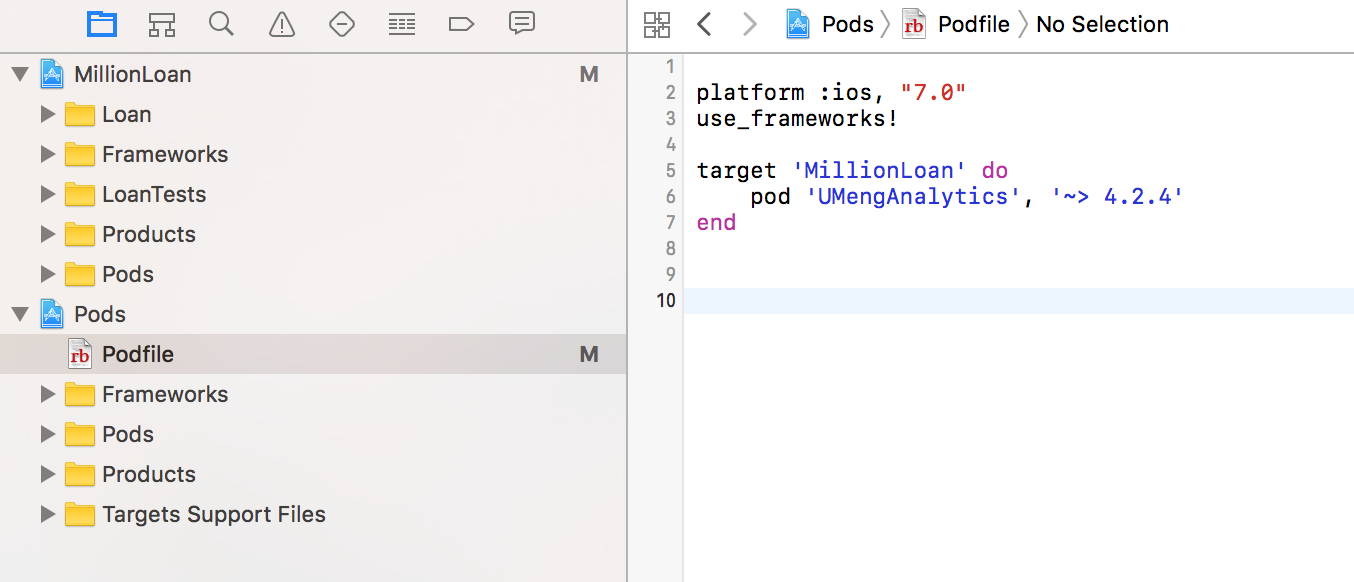 Pods Podfile No Selection
MillionLoan M
Loan
Frameworks
LoanTests
Products
Pods
Pods
rb Podfile M
Frameworks
Pods
Products
Targets Support Files
1
2 platform :ios, "7.0"
3 use_frameworks!
4
5 target 'MillionLoan' do
6 pod 'UMengAnalytics', '~> 4.2.4'
7 end
8
9
10